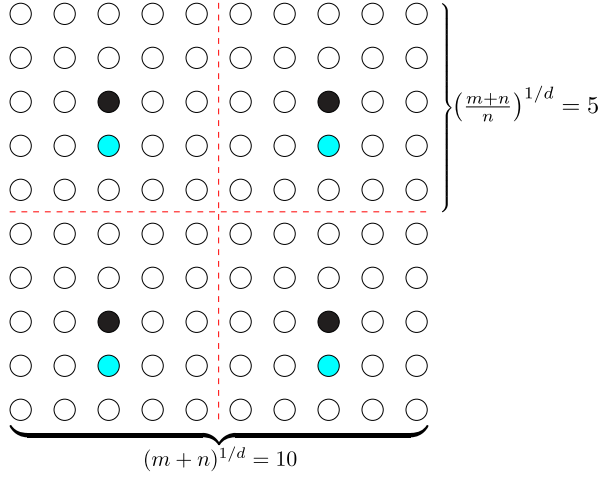 $\left(\frac{m+n}{n}\right)^{1/d} = 5$
$(m+n)^{1/d} = 10$